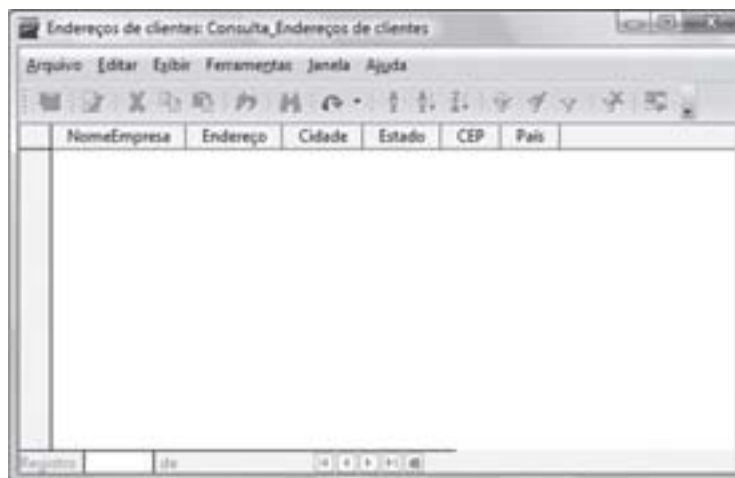 Endereços de clientes: Consulta_Endereços de clientes
Arquivo Editar Exibir Ferramentas Janela Ajuda
NomeEmpresa Endereço Cidade Estado CEP País
Registro de